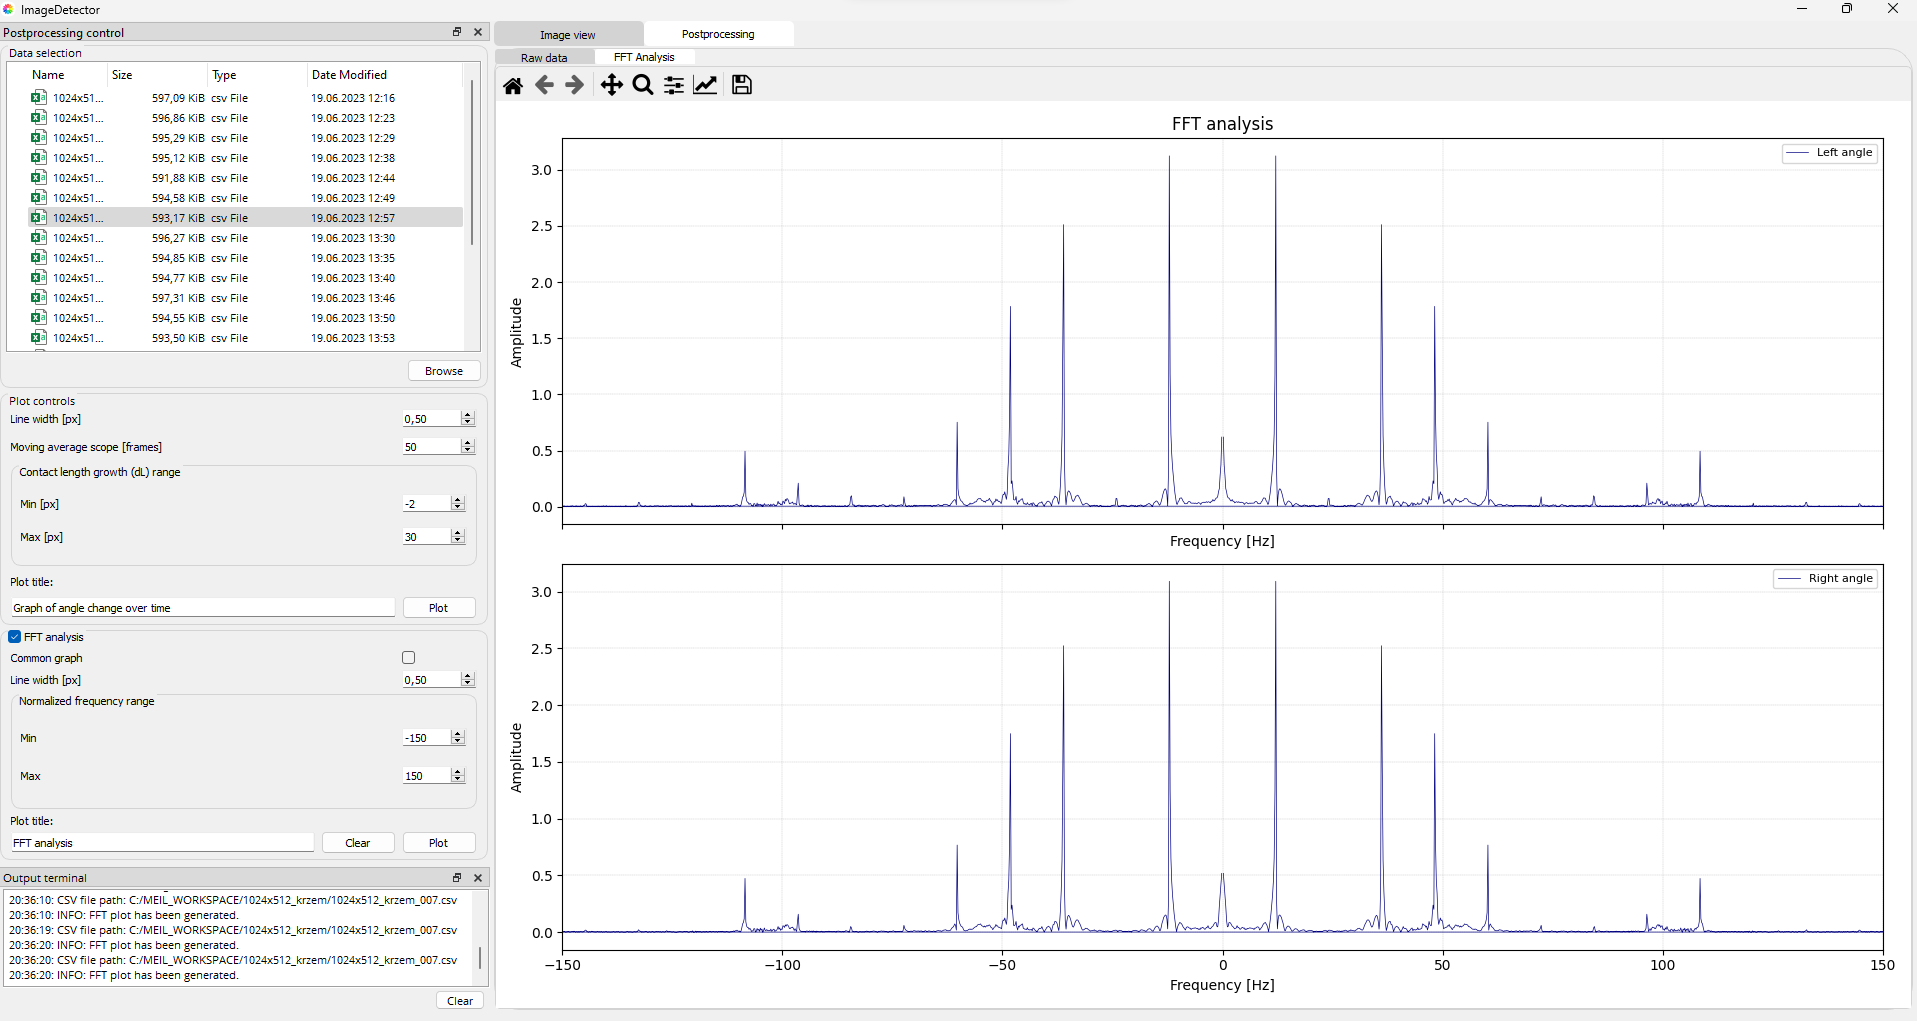 ImageDetector
Postprocessing control
Data selection
Name Size Type Date Modified
1024x51... 597,09 KiB csv File 19.06.2023 12:16
1024x51... 596,86 KiB csv File 19.06.2023 12:23
1024x51... 595,29 KiB csv File 19.06.2023 12:29
1024x51... 595,12 KiB csv File 19.06.2023 12:38
1024x51... 591,88 KiB csv File 19.06.2023 12:44
1024x51... 594,58 KiB csv File 19.06.2023 12:49
1024x51... 593,17 KiB csv File 19.06.2023 12:57
1024x51... 596,27 KiB csv File 19.06.2023 13:30
1024x51... 594,85 KiB csv File 19.06.2023 13:35
1024x51... 594,77 KiB csv File 19.06.2023 13:40
1024x51... 597,31 KiB csv File 19.06.2023 13:46
1024x51... 594,55 KiB csv File 19.06.2023 13:50
1024x51... 593,50 KiB csv File 19.06.2023 13:53
Browse
Plot controls
Line width [px] 0,50
Moving average scope [frames] 50
Contact length growth (dL) range
Min [px] -2
Max [px] 30
Plot title:
Graph of angle change over time Plot
FFT analysis
Common graph
Line width [px] 0,50
Normalized frequency range
Min -150
Max 150
Plot title:
FFT analysis Clear Plot
Output terminal
20:36:10: CSV file path: C:/MEIL_WORKSPACE/1024x512_krzem/1024x512_krzem_007.csv
20:36:10: INFO: FFT plot has been generated.
20:36:19: CSV file path: C:/MEIL_WORKSPACE/1024x512_krzem/1024x512_krzem_007.csv
20:36:20: INFO: FFT plot has been generated.
20:36:20: CSV file path: C:/MEIL_WORKSPACE/1024x512_krzem/1024x512_krzem_007.csv
20:36:20: INFO: FFT plot has been generated.
Clear
Image view Postprocessing
Raw data FFT Analysis
FFT analysis
Left angle
3.0
2.5
2.0
1.5
1.0
0.5
0.0
Amplitude
Frequency [Hz]
Right angle
3.0
2.5
2.0
1.5
1.0
0.5
0.0
Amplitude
−150 −100 −50 0 50 100 150
Frequency [Hz]